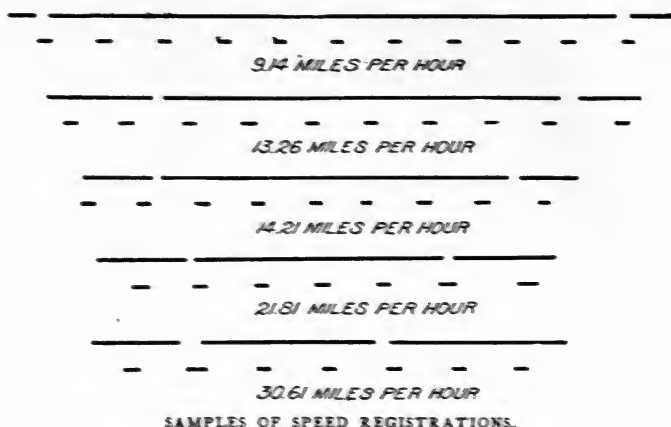 9.14 MILES PER HOUR
13.26 MILES PER HOUR
14.21 MILES PER HOUR
21.81 MILES PER HOUR
30.61 MILES PER HOUR
SAMPLES OF SPEED REGISTRATIONS.